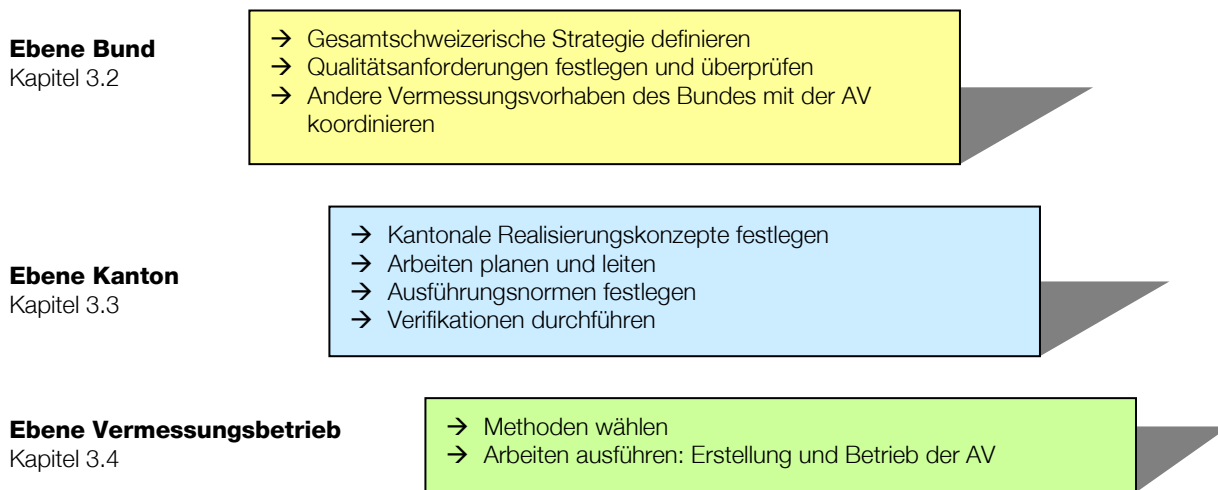 Ebene Bund
Kapitel 3.2
→ Gesamtschweizerische Strategie definieren
→ Qualitätsanforderungen festlegen und überprüfen
→ Andere Vermessungsvorhaben des Bundes mit der AV
koordinieren
Ebene Kanton
Kapitel 3.3
→ Kantonale Realisierungskonzepte festlegen
→ Arbeiten planen und leiten
→ Ausführungsnormen festlegen
→ Verifikationen durchführen
Ebene Vermessungsbetrieb
Kapitel 3.4
→ Methoden wählen
→ Arbeiten ausführen: Erstellung und Betrieb der AV